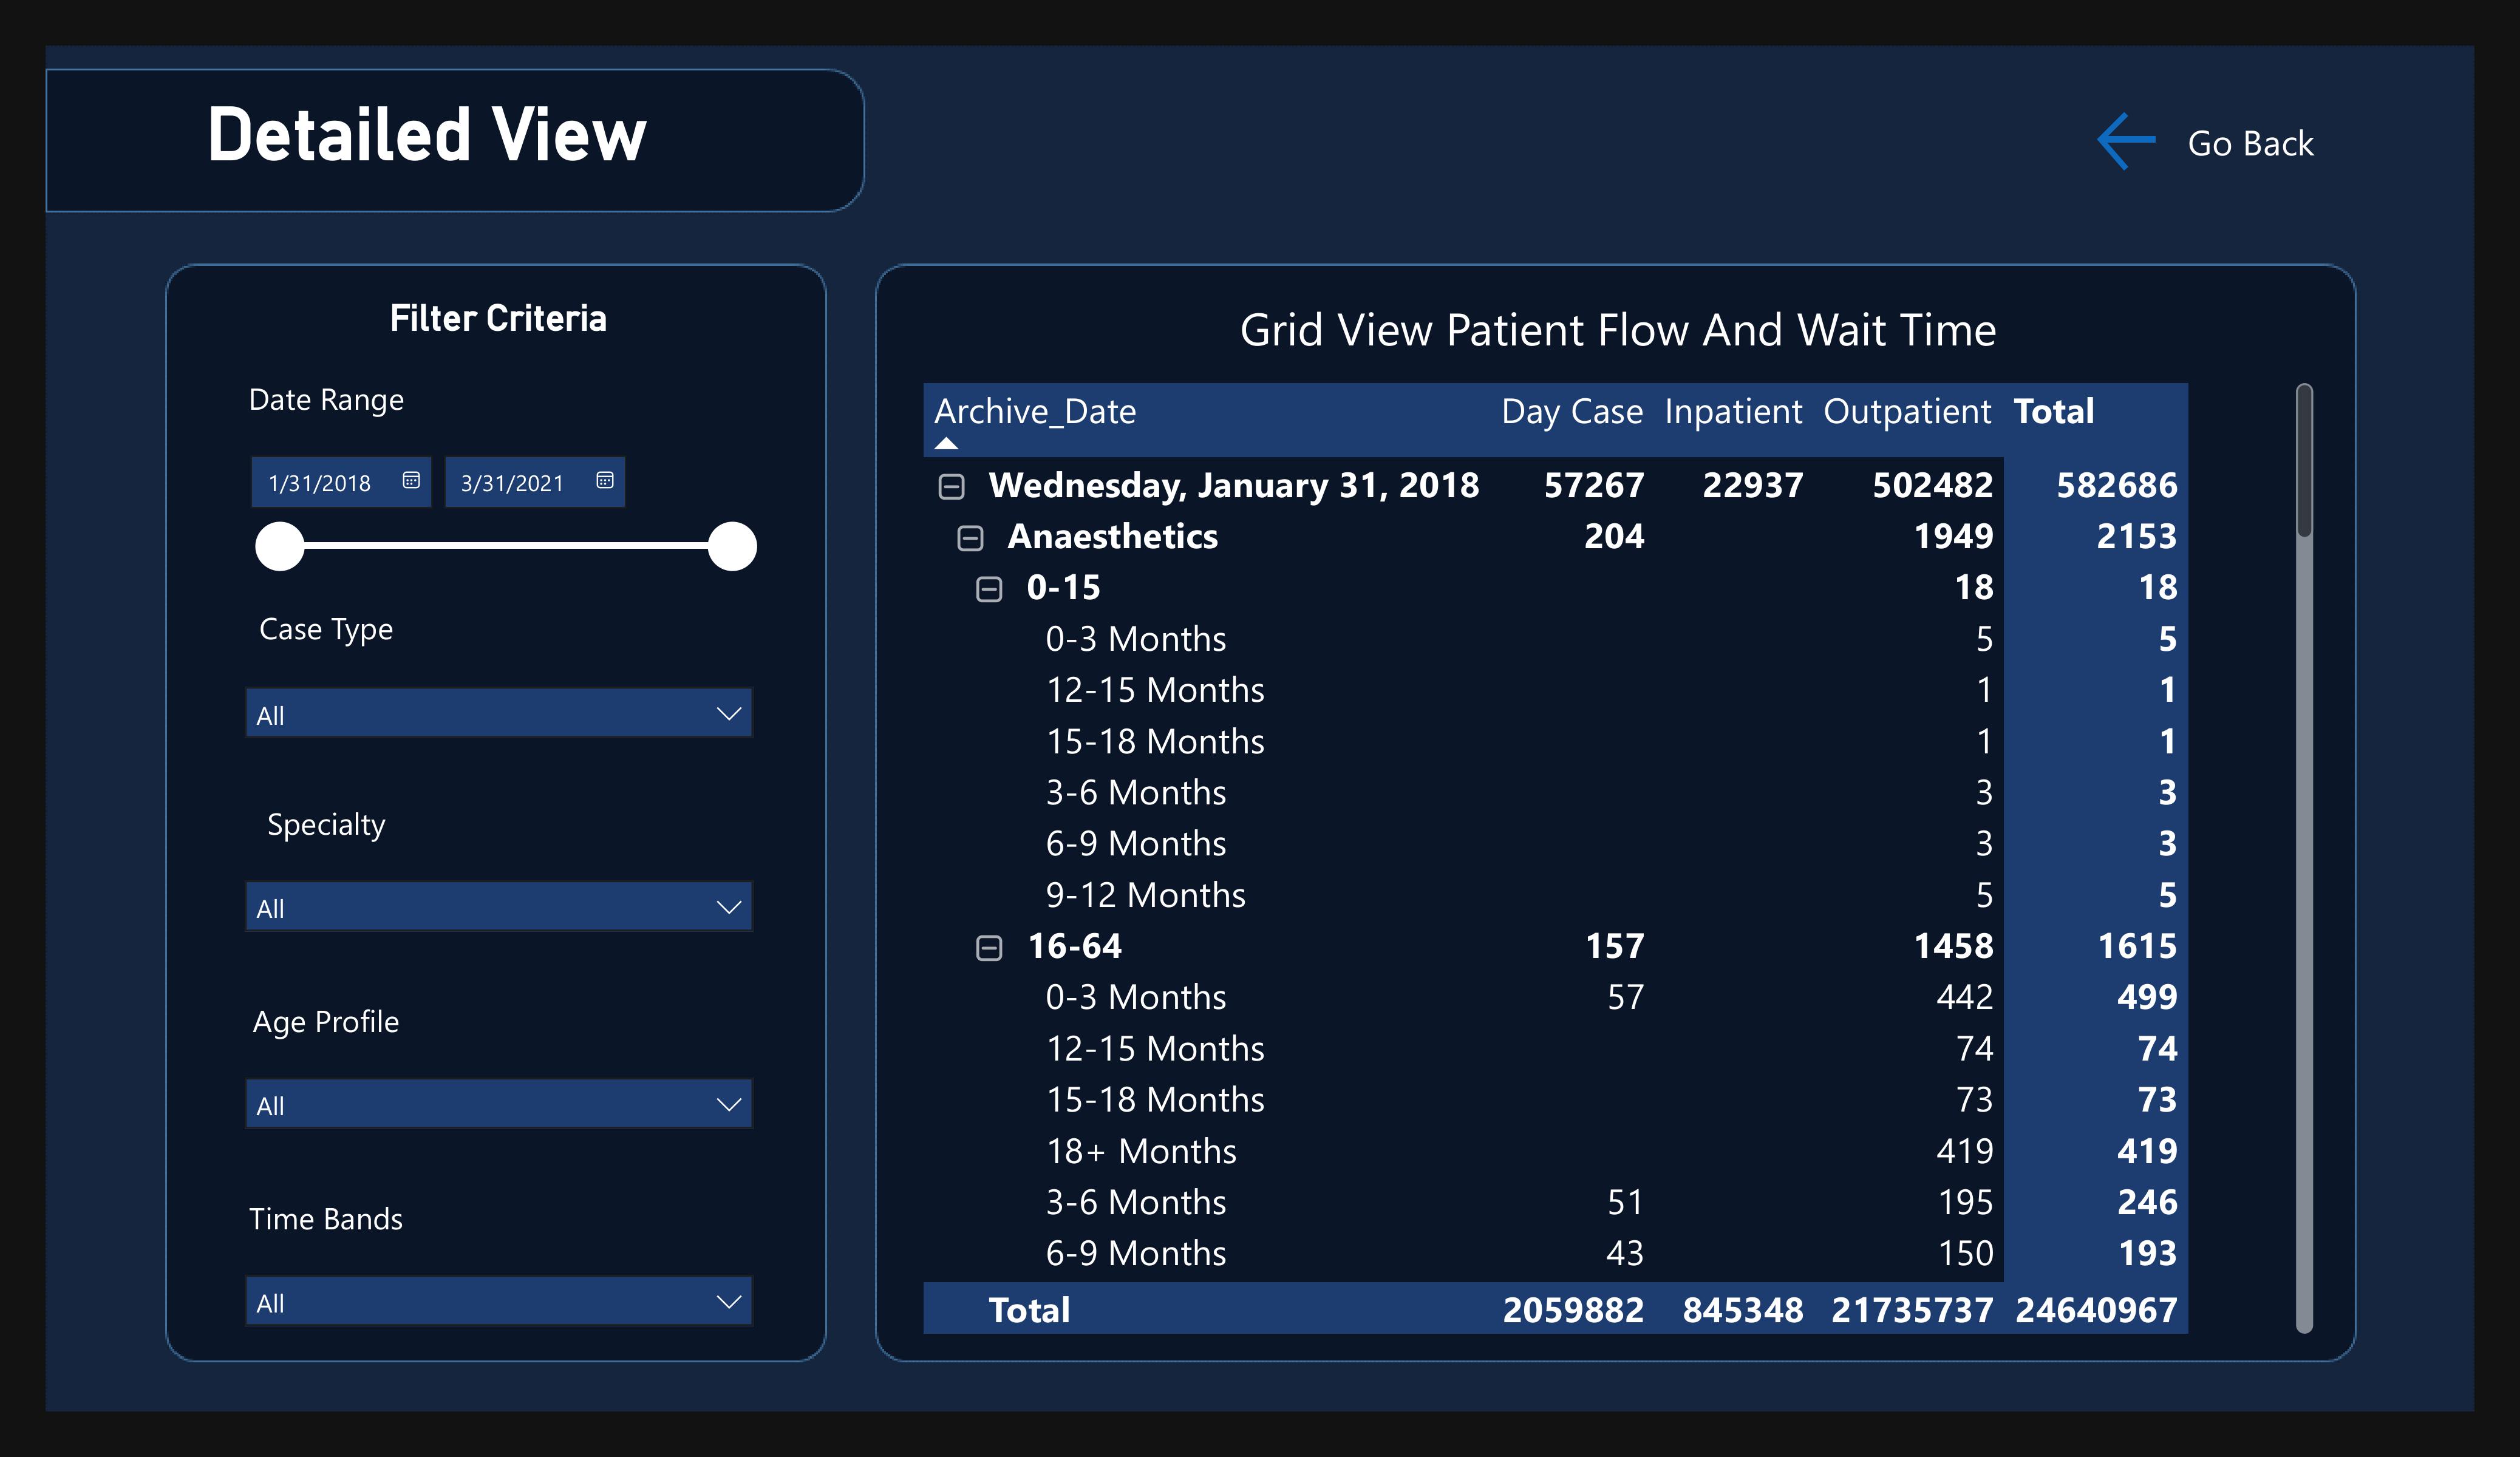 Detailed View
Go Back
Filter Criteria
Date Range
1/31/2018 3/31/2021
Case Type
All
Specialty
All
Age Profile
All
Time Bands
All
Grid View Patient Flow And Wait Time
Archive_Date Day Case Inpatient Outpatient Total
Wednesday, January 31, 2018 57267 22937 502482 582686
Anaesthetics 204 1949 2153
0-15 18 18
0-3 Months 5 5
12-15 Months 1 1
15-18 Months 1 1
3-6 Months 3 3
6-9 Months 3 3
9-12 Months 5 5
16-64 157 1458 1615
0-3 Months 57 442 499
12-15 Months 74 74
15-18 Months 73 73
18+ Months 419 419
3-6 Months 51 195 246
6-9 Months 43 150 193
Total 2059882 845348 21735737 24640967